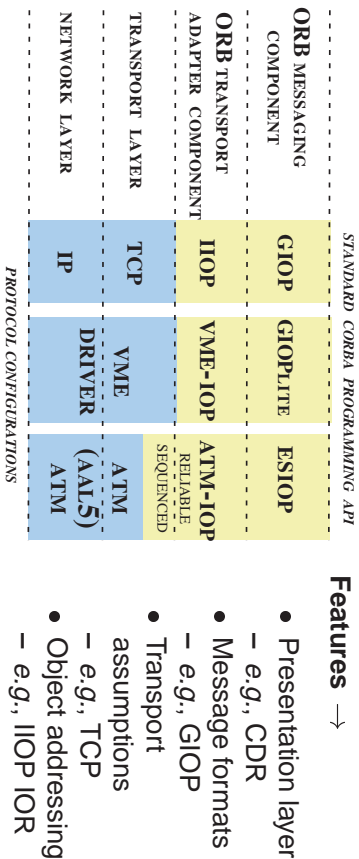 STANDARD CORBA PROGRAMMING API
ORB MESSAGING
COMPONENT
GIOP
GIOPLITE
ESIOP
ORB TRANSPORT
ADAPTER COMPONENT
IIOP
VME-IOP
ATM-IOP
RELIABLE
SEQUENCED
TRANSPORT LAYER
TCP
VME
DRIVER
ATM
NETWORK LAYER
IP
(AAL5)
ATM
PROTOCOL CONFIGURATIONS
Features →
• Presentation layer
– e.g., CDR
• Message formats
– e.g., GIOP
• Transport
assumptions
– e.g., TCP
• Object addressing
– e.g., IIOP IOR